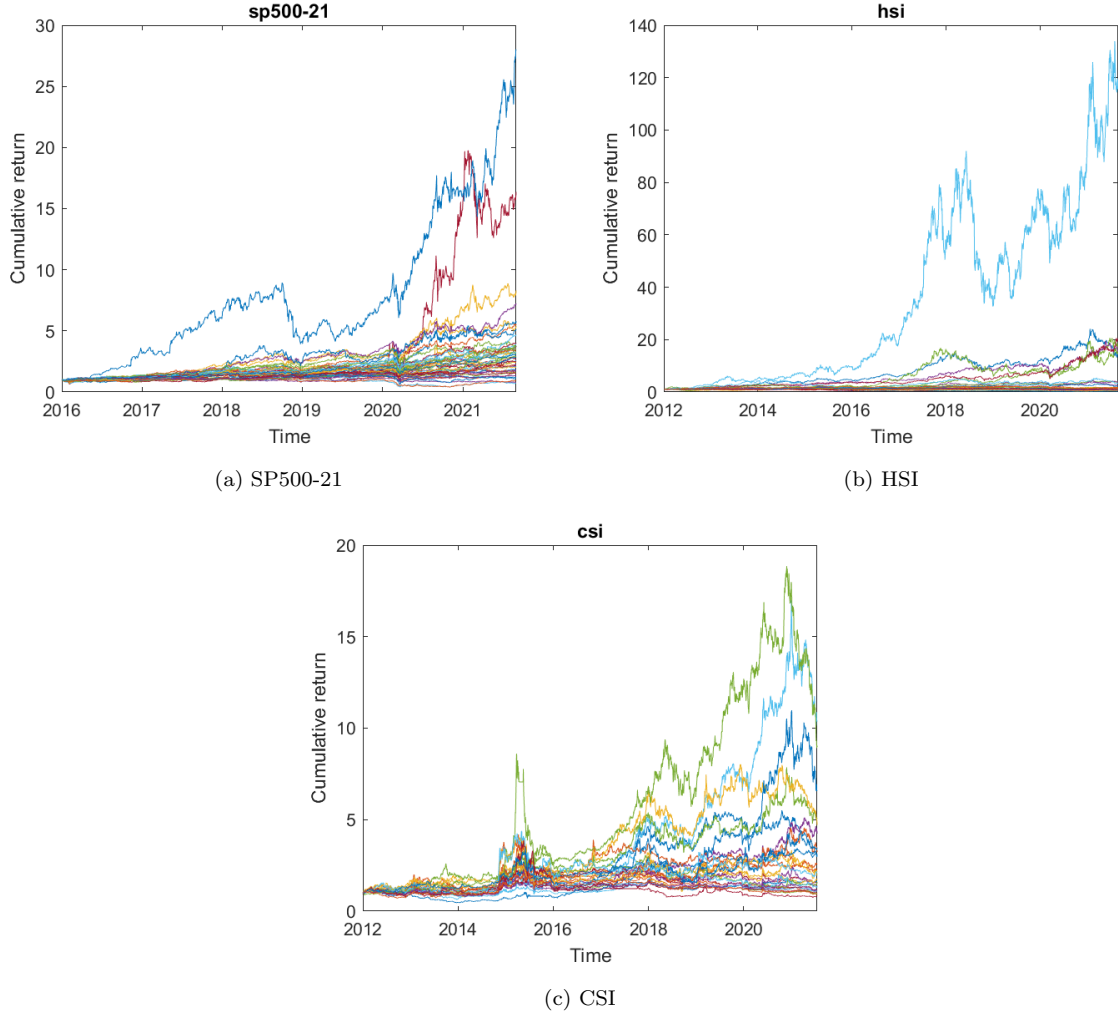 sp500-21
30
25
20
15
10
5
0
Cumulative return
2016 2017 2018 2019 2020 2021
Time
(a) SP500-21
hsi
140
120
100
80
60
40
20
0
Cumulative return
2012 2014 2016 2018 2020
Time
(b) HSI
csi
20
15
10
5
0
Cumulative return
2012 2014 2016 2018 2020
Time
(c) CSI